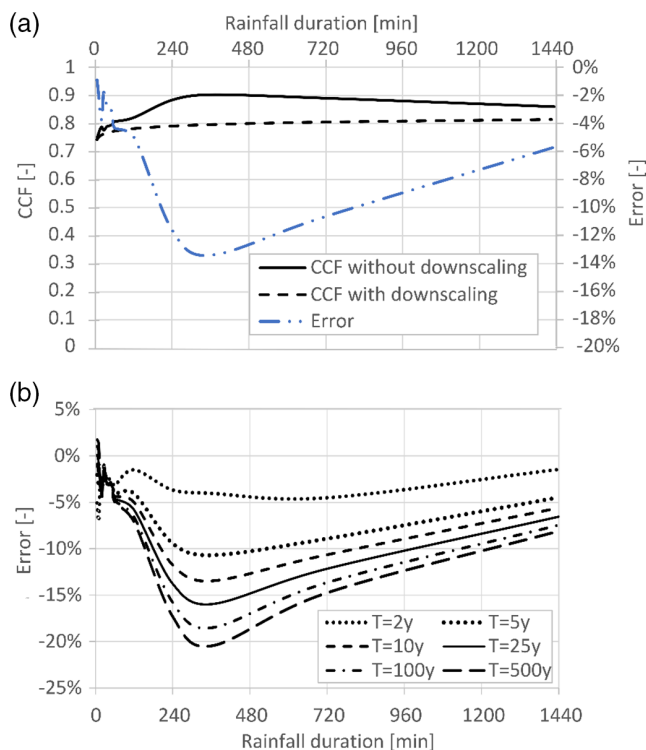 (a)
Rainfall duration [min]
0 240 480 720 960 1200 1440
CCF [-]
1
0.9
0.8
0.7
0.6
0.5
0.4
0.3
0.2
0.1
0
0%
-2%
-4%
-6%
-8%
-10%
-12%
-14%
-16%
-18%
-20%
Error [-]
CCF without downscaling
CCF with downscaling
Error
(b)
Error [-]
5%
0%
-5%
-10%
-15%
-20%
-25%
T=2y T=5y
T=10y T=25y
T=100y T=500y
0 240 480 720 960 1200 1440
Rainfall duration [min]